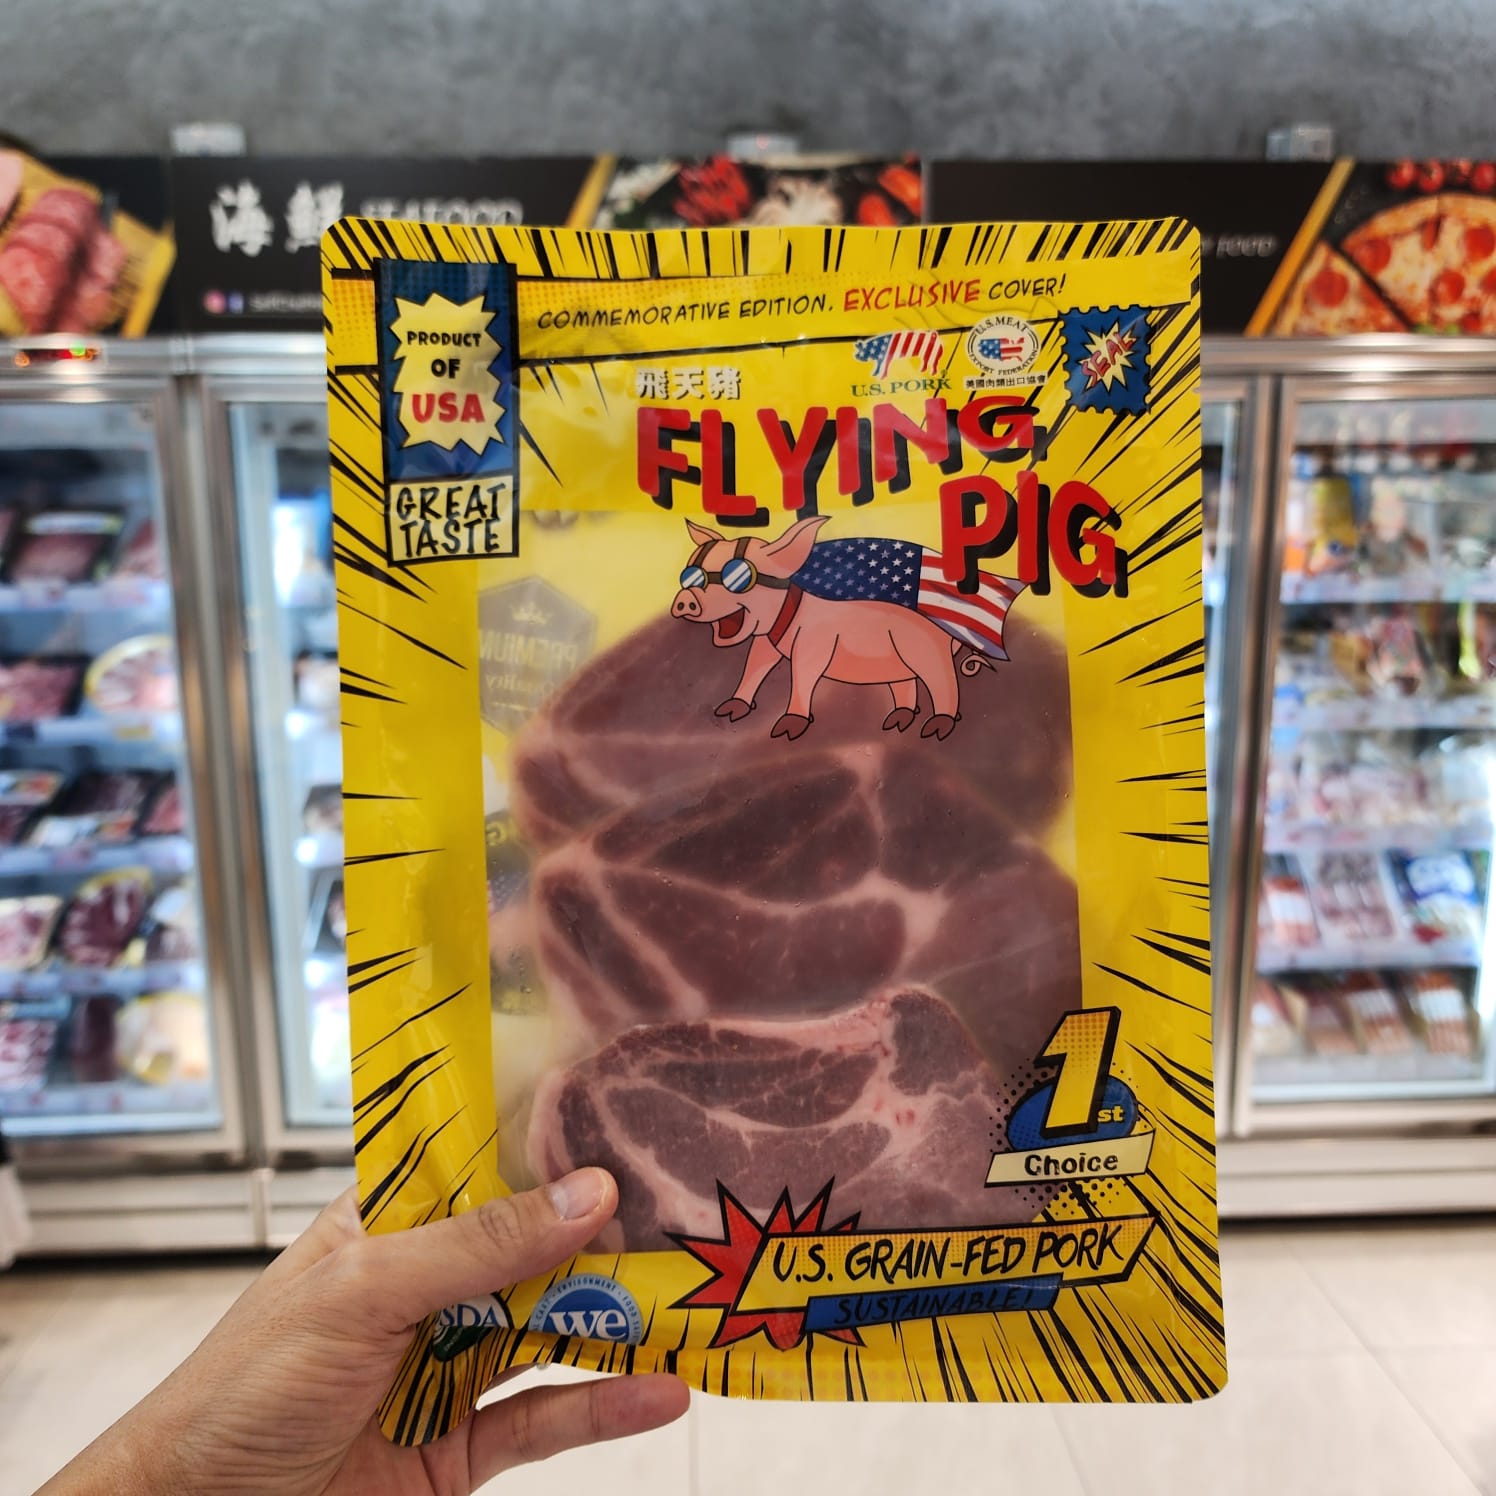 海鮮 SEAFOOD
COMMEMORATIVE EDITION. EXCLUSIVE COVER!
PRODUCT
OF
USA
GREAT
TASTE
U.S. PORK
U.S. MEAT
EXPORT FEDERATION
美國肉類出口協會
SEAL
飛天豬
FLYING
PIG
PREMIUM
Quality
1st
Choice
U.S. GRAIN-FED PORK
SUSTAINABLE!
we